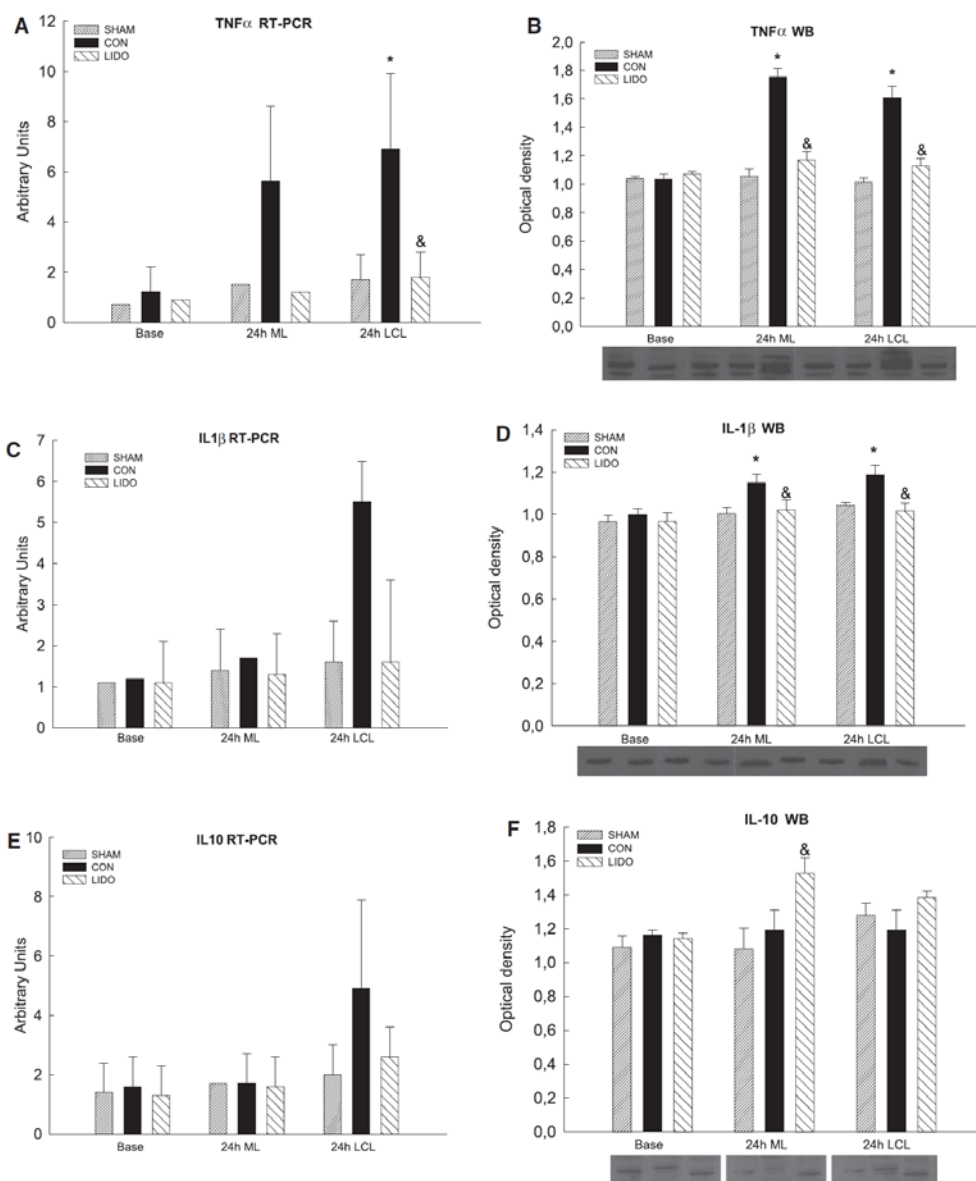 A
TNFα RT-PCR
SHAM
CON
LIDO
12
10
8
6
4
2
0
Arbitrary Units
*
&
Base
24h ML
24h LCL
B
TNFα WB
SHAM
CON
LIDO
2,0
1,8
1,6
1,4
1,2
1,0
0,8
0,6
0,4
0,2
0,0
Optical density
*
&
*
&
Base
24h ML
24h LCL
C
IL1β RT-PCR
SHAM
CON
LIDO
7
6
5
4
3
2
1
0
Arbitrary Units
Base
24h ML
24h LCL
D
IL-1β WB
SHAM
CON
LIDO
1,4
1,2
1,0
0,8
0,6
0,4
0,2
0,0
Optical density
*
&
*
&
Base
24h ML
24h LCL
E
IL10 RT-PCR
SHAM
CON
LIDO
10
8
6
4
2
0
Arbitrary Units
Base
24h ML
24h LCL
F
IL-10 WB
SHAM
CON
LIDO
1,8
1,6
1,4
1,2
1,0
0,8
0,6
0,4
0,2
0,0
Optical density
&
Base
24h ML
24h LCL